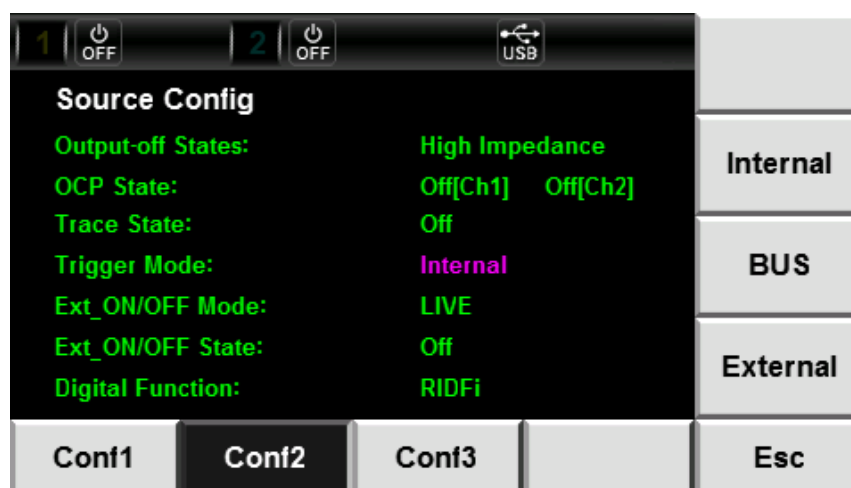 1 OFF 2 OFF USB
Source Config
Output-off States: High Impedance
OCP State: Off[Ch1] Off[Ch2]
Trace State: Off
Trigger Mode: Internal
Ext_ON/OFF Mode: LIVE
Ext_ON/OFF State: Off
Digital Function: RIDFi
Internal
BUS
External
Conf1 Conf2 Conf3 Esc